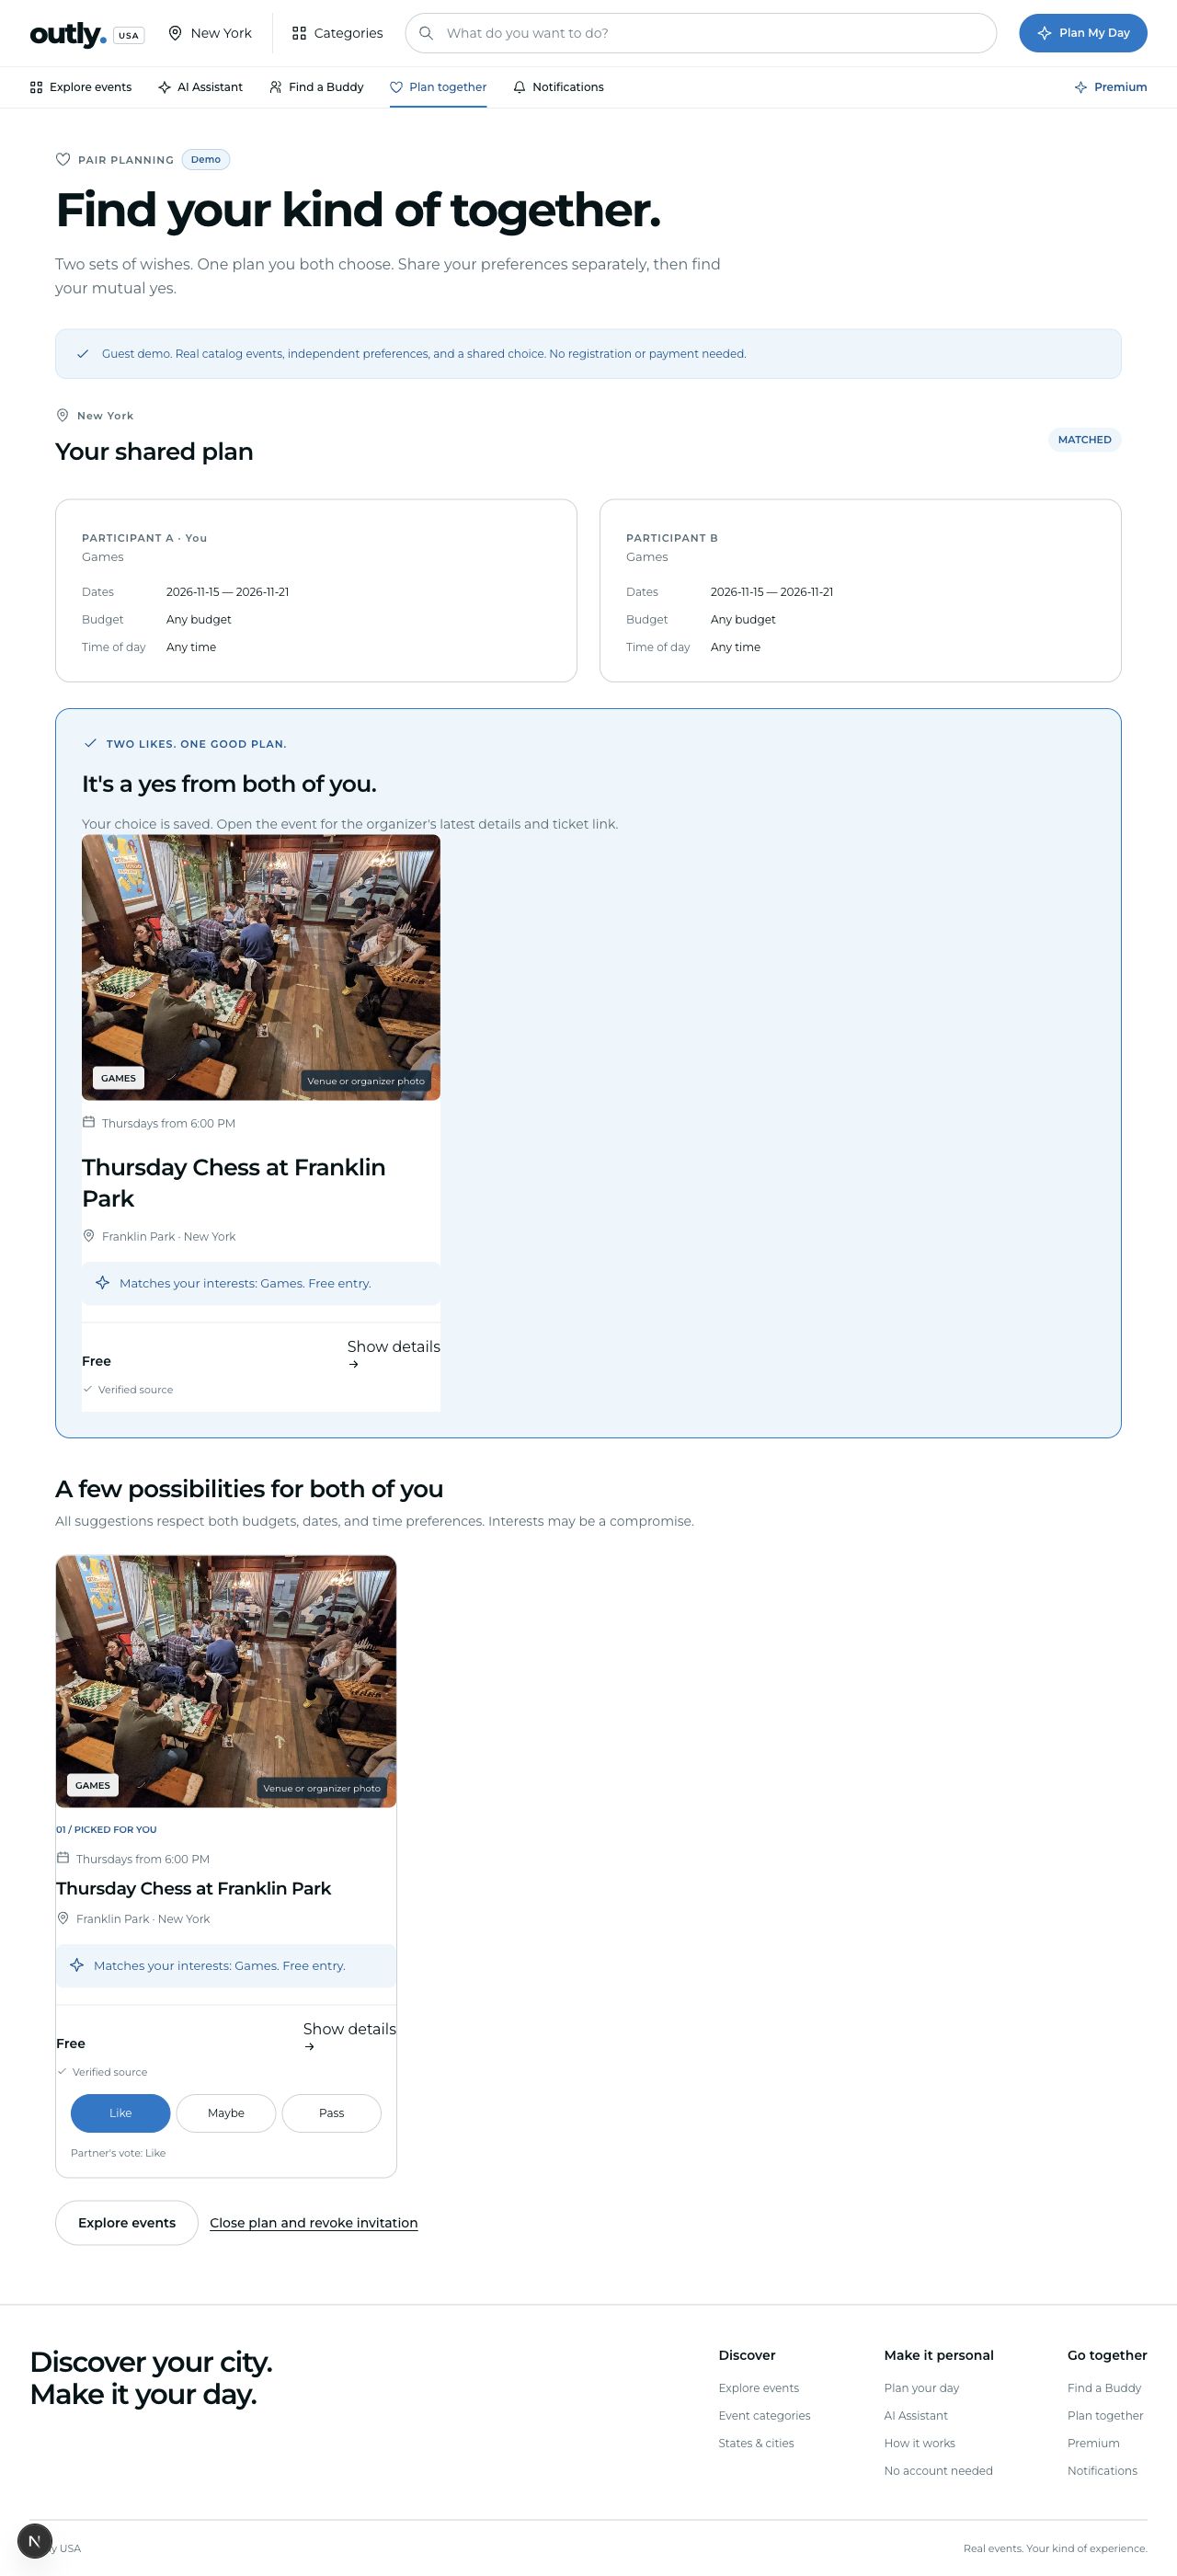 outly. USA
New York
Categories
What do you want to do?
Plan My Day
Explore events
AI Assistant
Find a Buddy
Plan together
Notifications
Premium
PAIR PLANNING
Demo
Find your kind of together.
Two sets of wishes. One plan you both choose. Share your preferences separately, then find
your mutual yes.
Guest demo. Real catalog events, independent preferences, and a shared choice. No registration or payment needed.
New York
Your shared plan
MATCHED
PARTICIPANT A · You
Games
Dates 2026-11-15 — 2026-11-21
Budget Any budget
Time of day Any time
PARTICIPANT B
Games
Dates 2026-11-15 — 2026-11-21
Budget Any budget
Time of day Any time
TWO LIKES. ONE GOOD PLAN.
It's a yes from both of you.
Your choice is saved. Open the event for the organizer's latest details and ticket link.
GAMES
Venue or organizer photo
Thursdays from 6:00 PM
Thursday Chess at Franklin
Park
Franklin Park · New York
Matches your interests: Games. Free entry.
Free
Show details
→
Verified source
A few possibilities for both of you
All suggestions respect both budgets, dates, and time preferences. Interests may be a compromise.
GAMES
Venue or organizer photo
01 / PICKED FOR YOU
Thursdays from 6:00 PM
Thursday Chess at Franklin Park
Franklin Park · New York
Matches your interests: Games. Free entry.
Free
Show details
→
Verified source
Like
Maybe
Pass
Partner's vote: Like
Explore events
Close plan and revoke invitation
Discover your city.
Make it your day.
Discover
Explore events
Event categories
States & cities
Make it personal
Plan your day
AI Assistant
How it works
No account needed
Go together
Find a Buddy
Plan together
Premium
Notifications
N
USA
Real events. Your kind of experience.